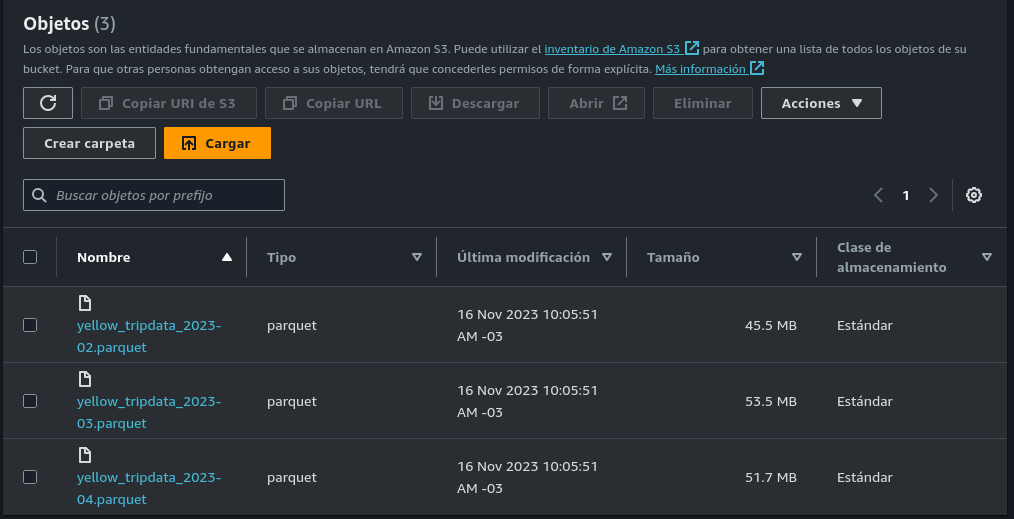 Objetos (3)
Los objetos son las entidades fundamentales que se almacenan en Amazon S3. Puede utilizar el inventario de Amazon S3 para obtener una lista de todos los objetos de su
bucket. Para que otras personas obtengan acceso a sus objetos, tendrá que concederles permisos de forma explícita. Más información
Copiar URI de S3 Copiar URL Descargar Abrir Eliminar Acciones
Crear carpeta Cargar
Buscar objetos por prefijo 1
Nombre Tipo Última modificación Tamaño Clase de
almacenamiento
yellow_tripdata_2023-
02.parquet
parquet
16 Nov 2023 10:05:51
AM -03
45.5 MB
Estándar
yellow_tripdata_2023-
03.parquet
parquet
16 Nov 2023 10:05:51
AM -03
53.5 MB
Estándar
yellow_tripdata_2023-
04.parquet
parquet
16 Nov 2023 10:05:51
AM -03
51.7 MB
Estándar